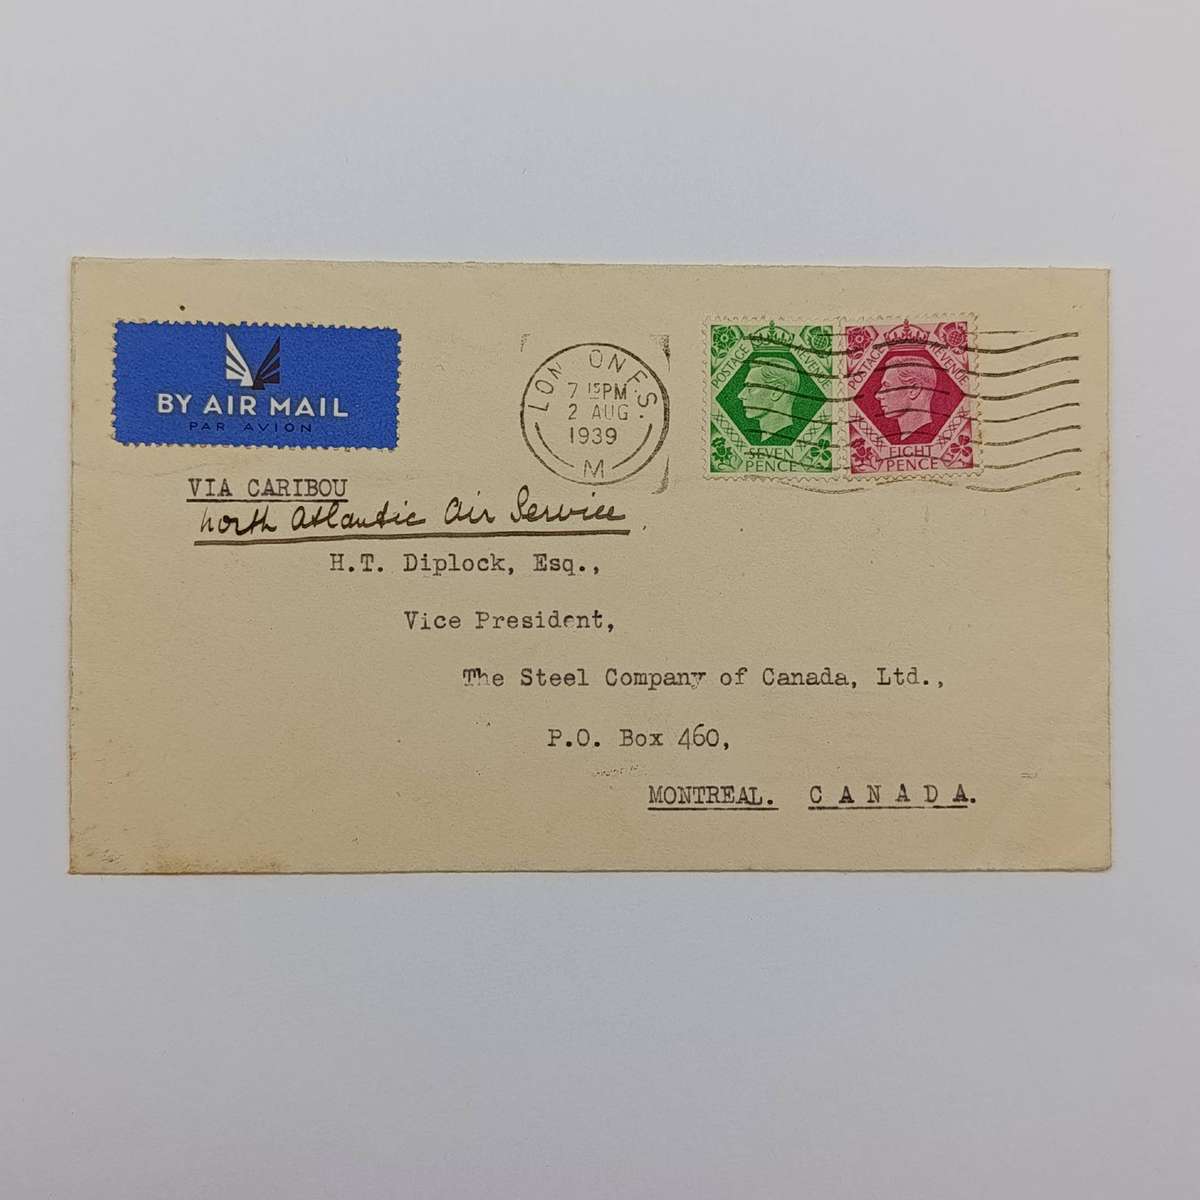 BY AIR MAIL
PAR AVION
LONDON F.S.
7 15 PM
2 AUG
1939
M
POSTAGE REVENUE
SEVEN
PENCE
POSTAGE REVENUE
EIGHT
PENCE
VIA CARIBOU
North Atlantic Air Service
H.T. Diplock, Esq.,
Vice President,
The Steel Company of Canada, Ltd.,
P.O. Box 460,
MONTREAL. CANADA.